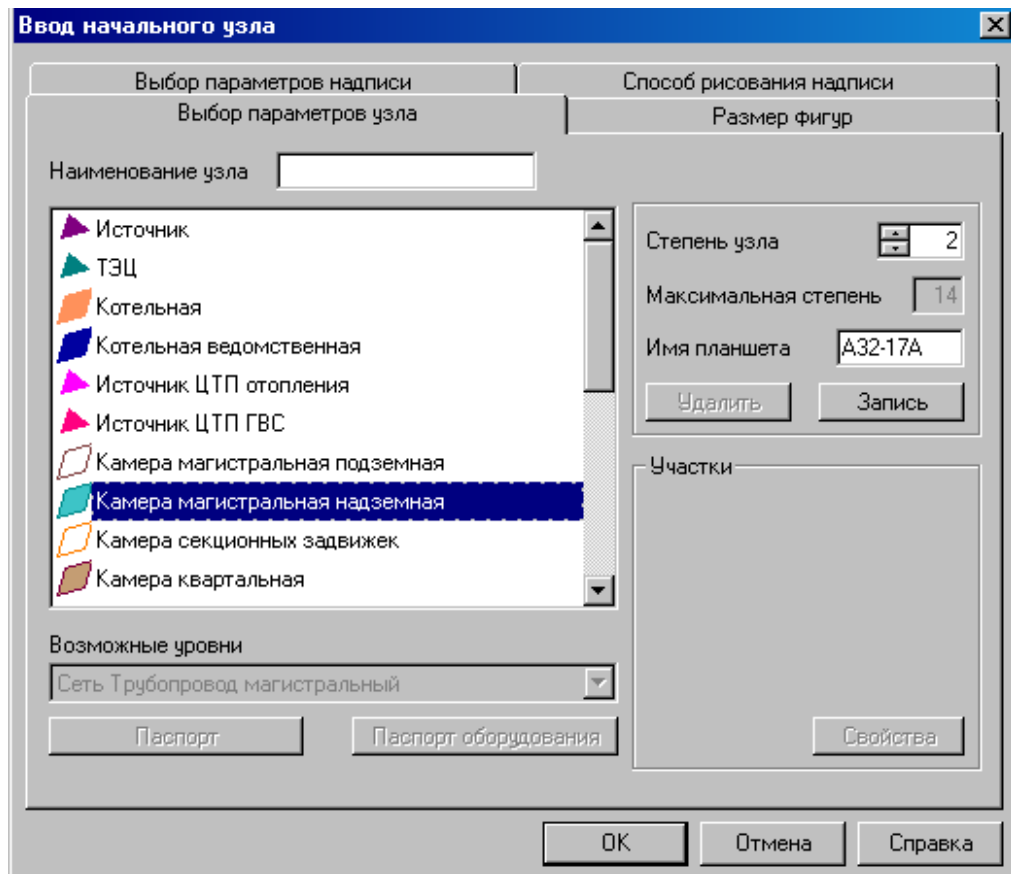 Ввод начального узла
Выбор параметров надписи
Способ рисования надписи
Выбор параметров узла
Размер фигур
Наименование узла
Источник
ТЭЦ
Котельная
Котельная ведомственная
Источник ЦТП отопления
Источник ЦТП ГВС
Камера магистральная подземная
Камера магистральная надземная
Камера секционных задвижек
Камера квартальная
Возможные уровни
Сеть Трубопровод магистральный
Паспорт
Паспорт оборудования
Степень узла 2
Максимальная степень 14
Имя планшета А32-17А
Удалить
Запись
Участки
Свойства
ОК
Отмена
Справка